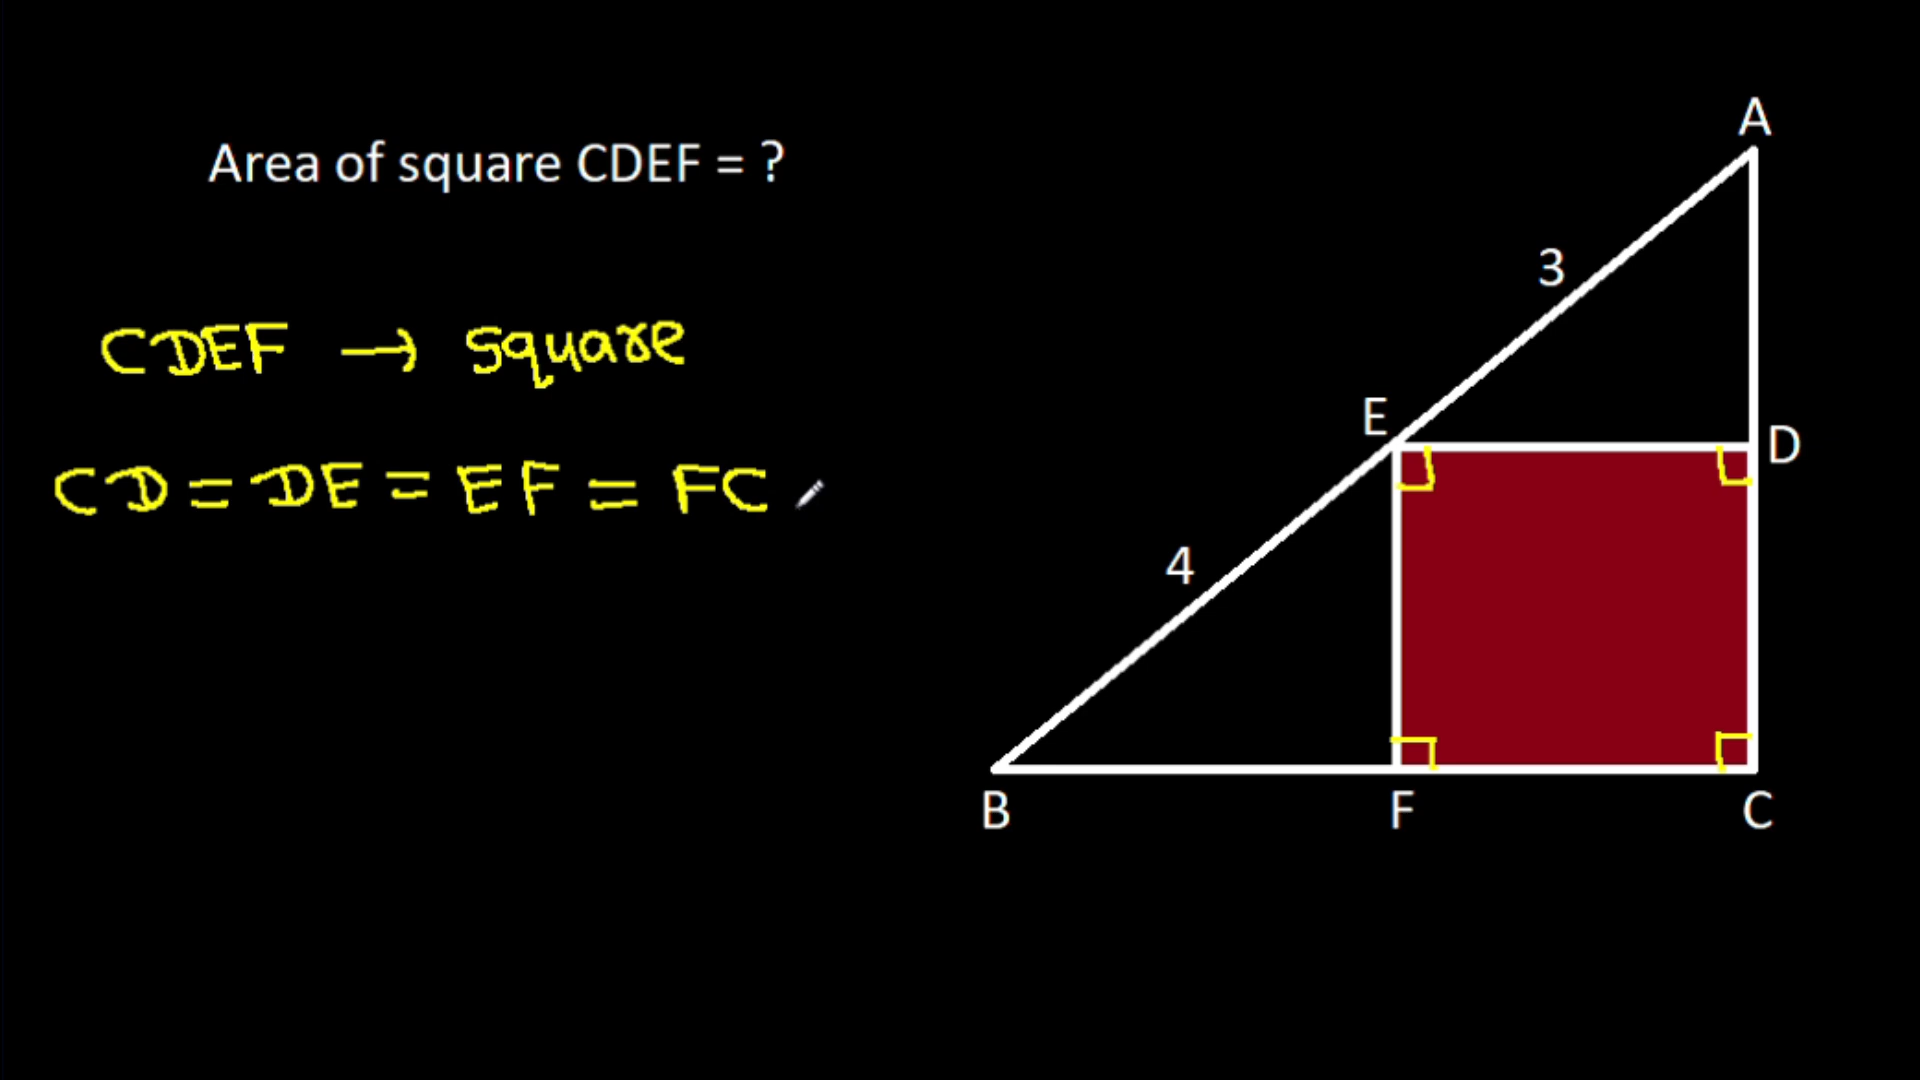 Area of square CDEF = ?
CDEF → square
CD = DE = EF = FC
A
3
E
D
4
B
F
C